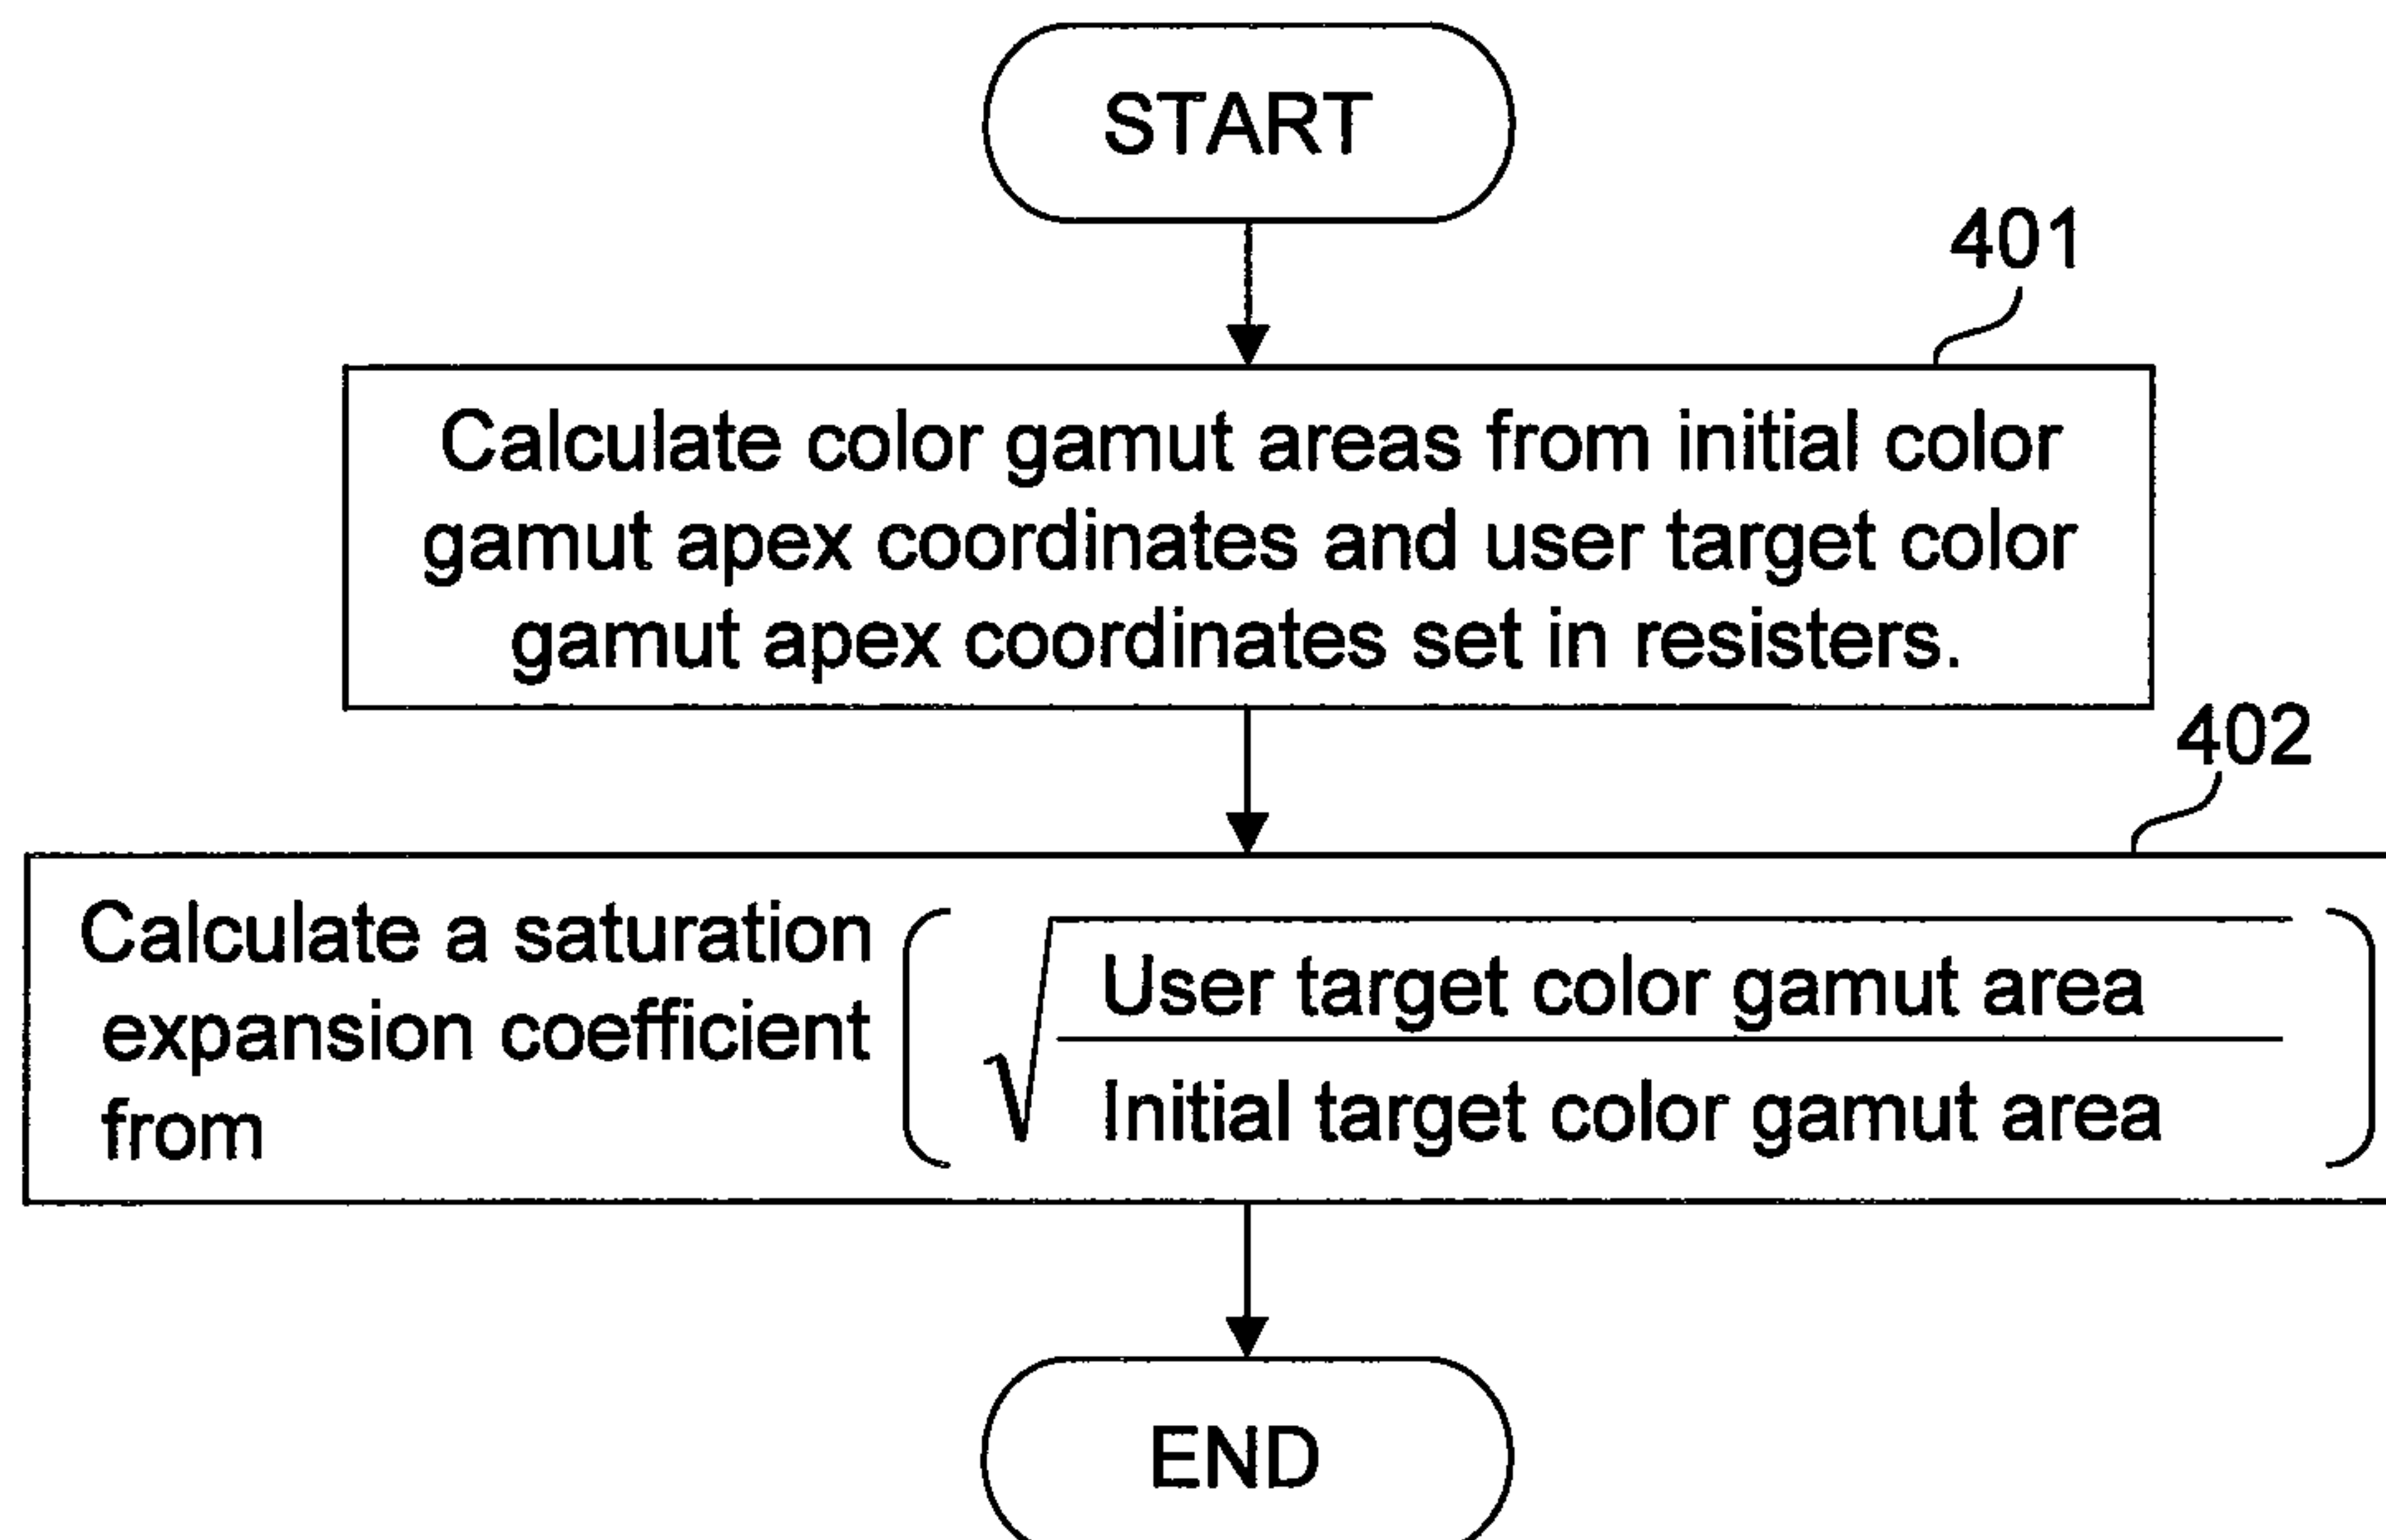 START
401
Calculate color gamut areas from initial color
gamut apex coordinates and user target color
gamut apex coordinates set in resisters.
402
Calculate a saturation
expansion coefficient
from
√
User target color gamut area
Initial target color gamut area
END